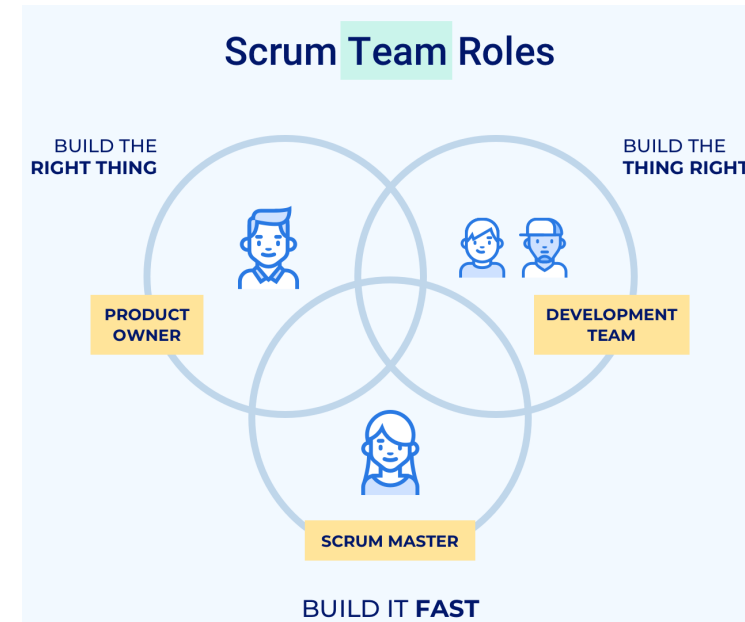 Scrum Team Roles
BUILD THE
RIGHT THING
BUILD THE
THING RIGHT
PRODUCT
OWNER
DEVELOPMENT
TEAM
SCRUM MASTER
BUILD IT FAST